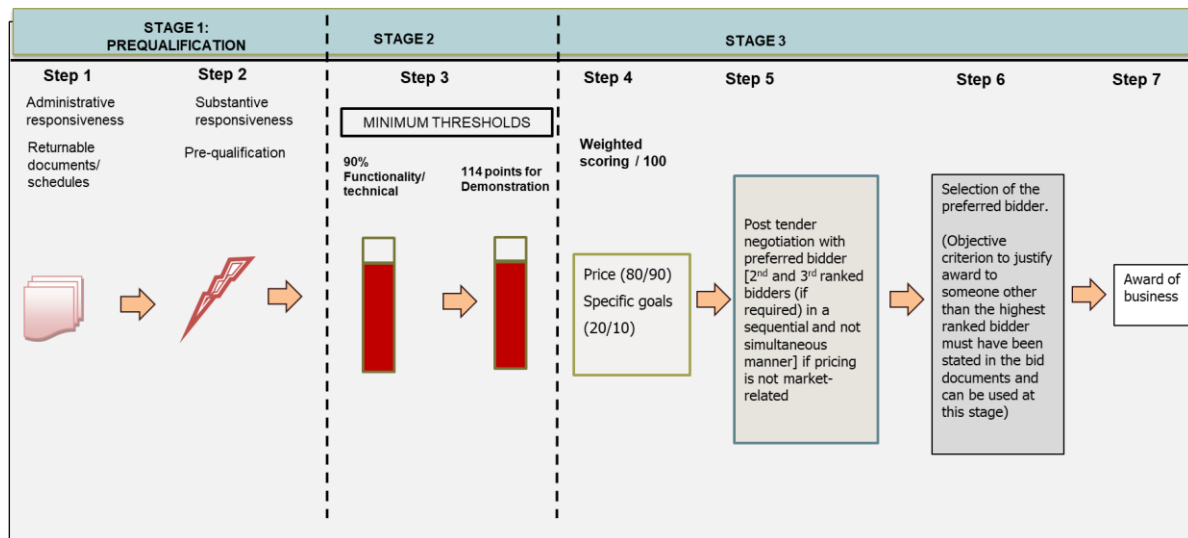 STAGE 1:
PREQUALIFICATION
STAGE 2
STAGE 3
Step 1
Administrative
responsiveness
Returnable
documents/
schedules
Step 2
Substantive
responsiveness
Pre-qualification
Step 3
MINIMUM THRESHOLDS
90%
Functionality/
technical
114 points for
Demonstration
Step 4
Weighted
scoring / 100
Price (80/90)
Specific goals
(20/10)
Step 5
Post tender
negotiation with
preferred bidder
[2nd and 3rd ranked
bidders (if
required) in a
sequential and not
simultaneous
manner] if pricing
is not market-
related
Step 6
Selection of the
preferred bidder.
(Objective
criterion to justify
award to
someone other
than the highest
ranked bidder
must have been
stated in the bid
documents and
can be used at
this stage)
Step 7
Award of
business